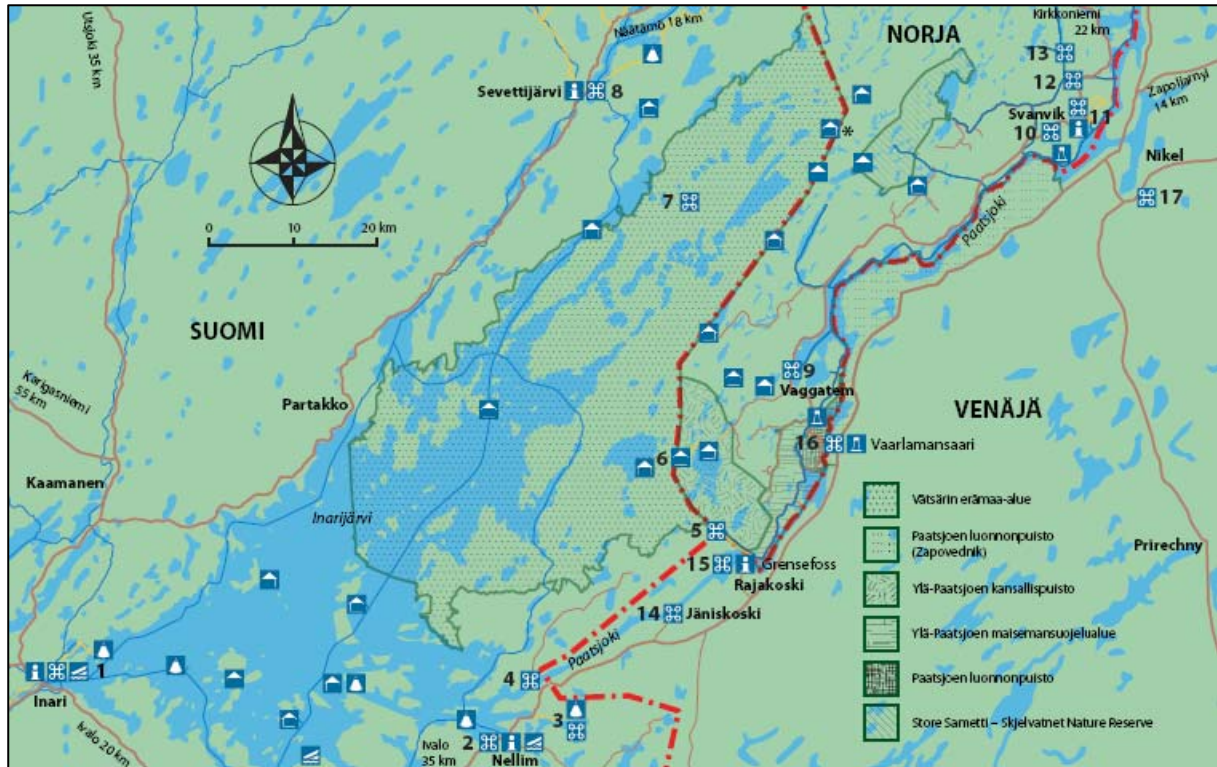 Utsjoki 35 km
Näätämö 18 km
NORJA
Kirkkoniemi
22 km
13
12
Zapoljarnyi
14 km
Sevettijärvi
8
Svanvik
11
10
*
Nikel
17
7
Paatsjoki
0 10 20 km
SUOMI
Karigasniemi
55 km
Partakko
9
Vaggatem
VENÄJÄ
16
Vaarlamansaari
6
Kaamanen
Inarijärvi
5
15
Grensefoss
Rajakoski
14
Jäniskoski
Paatsjoki
4
3
1
Inari
Ivalo 20 km
Ivalo
35 km
2
Nellim
Vätsärin erämaa-alue
Paatsjoen luonnonpuisto
(Zapovednik)
Prirechny
Ylä-Paatsjoen kansallispuisto
Ylä-Paatsjoen maisemansuojelualue
Paatsjoen luonnonpuisto
Store Sametti – Skjelvatnet Nature Reserve